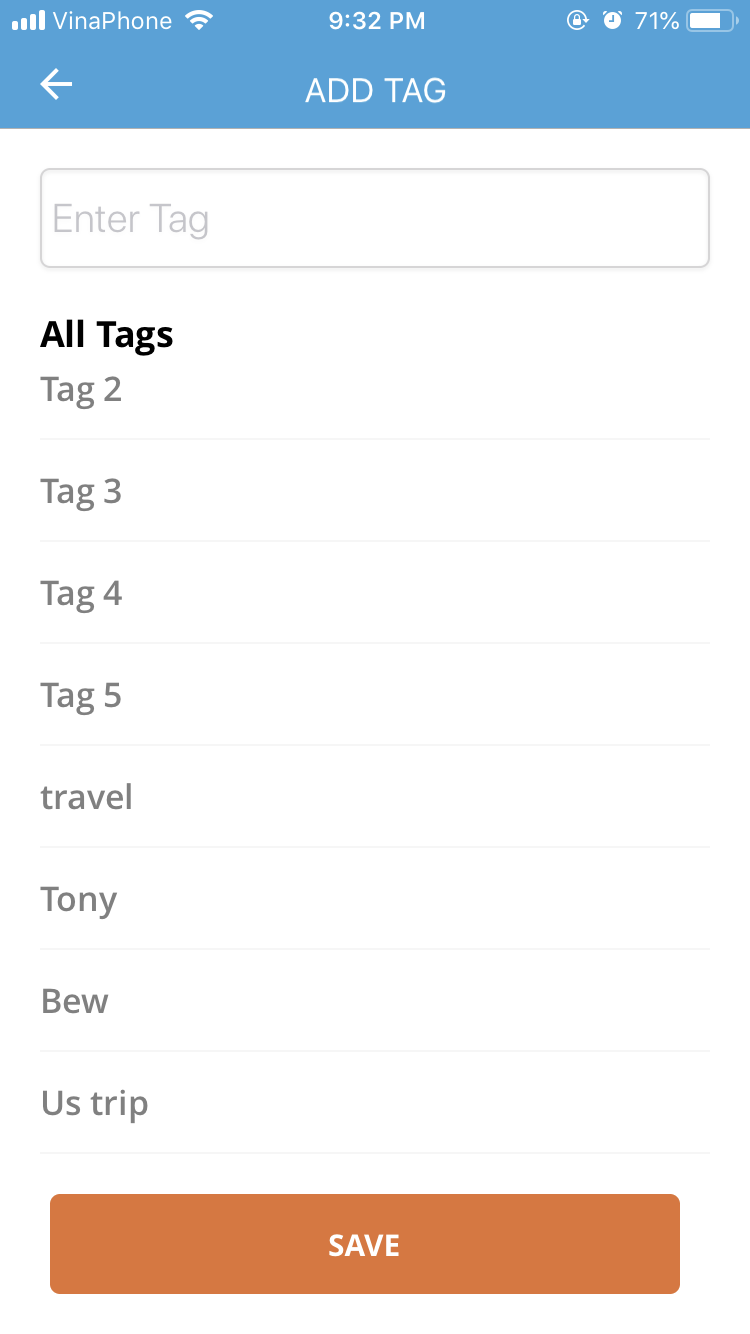 VinaPhone 9:32 PM 71%
ADD TAG
Enter Tag
All Tags
Tag 2
Tag 3
Tag 4
Tag 5
travel
Tony
Bew
Us trip
SAVE